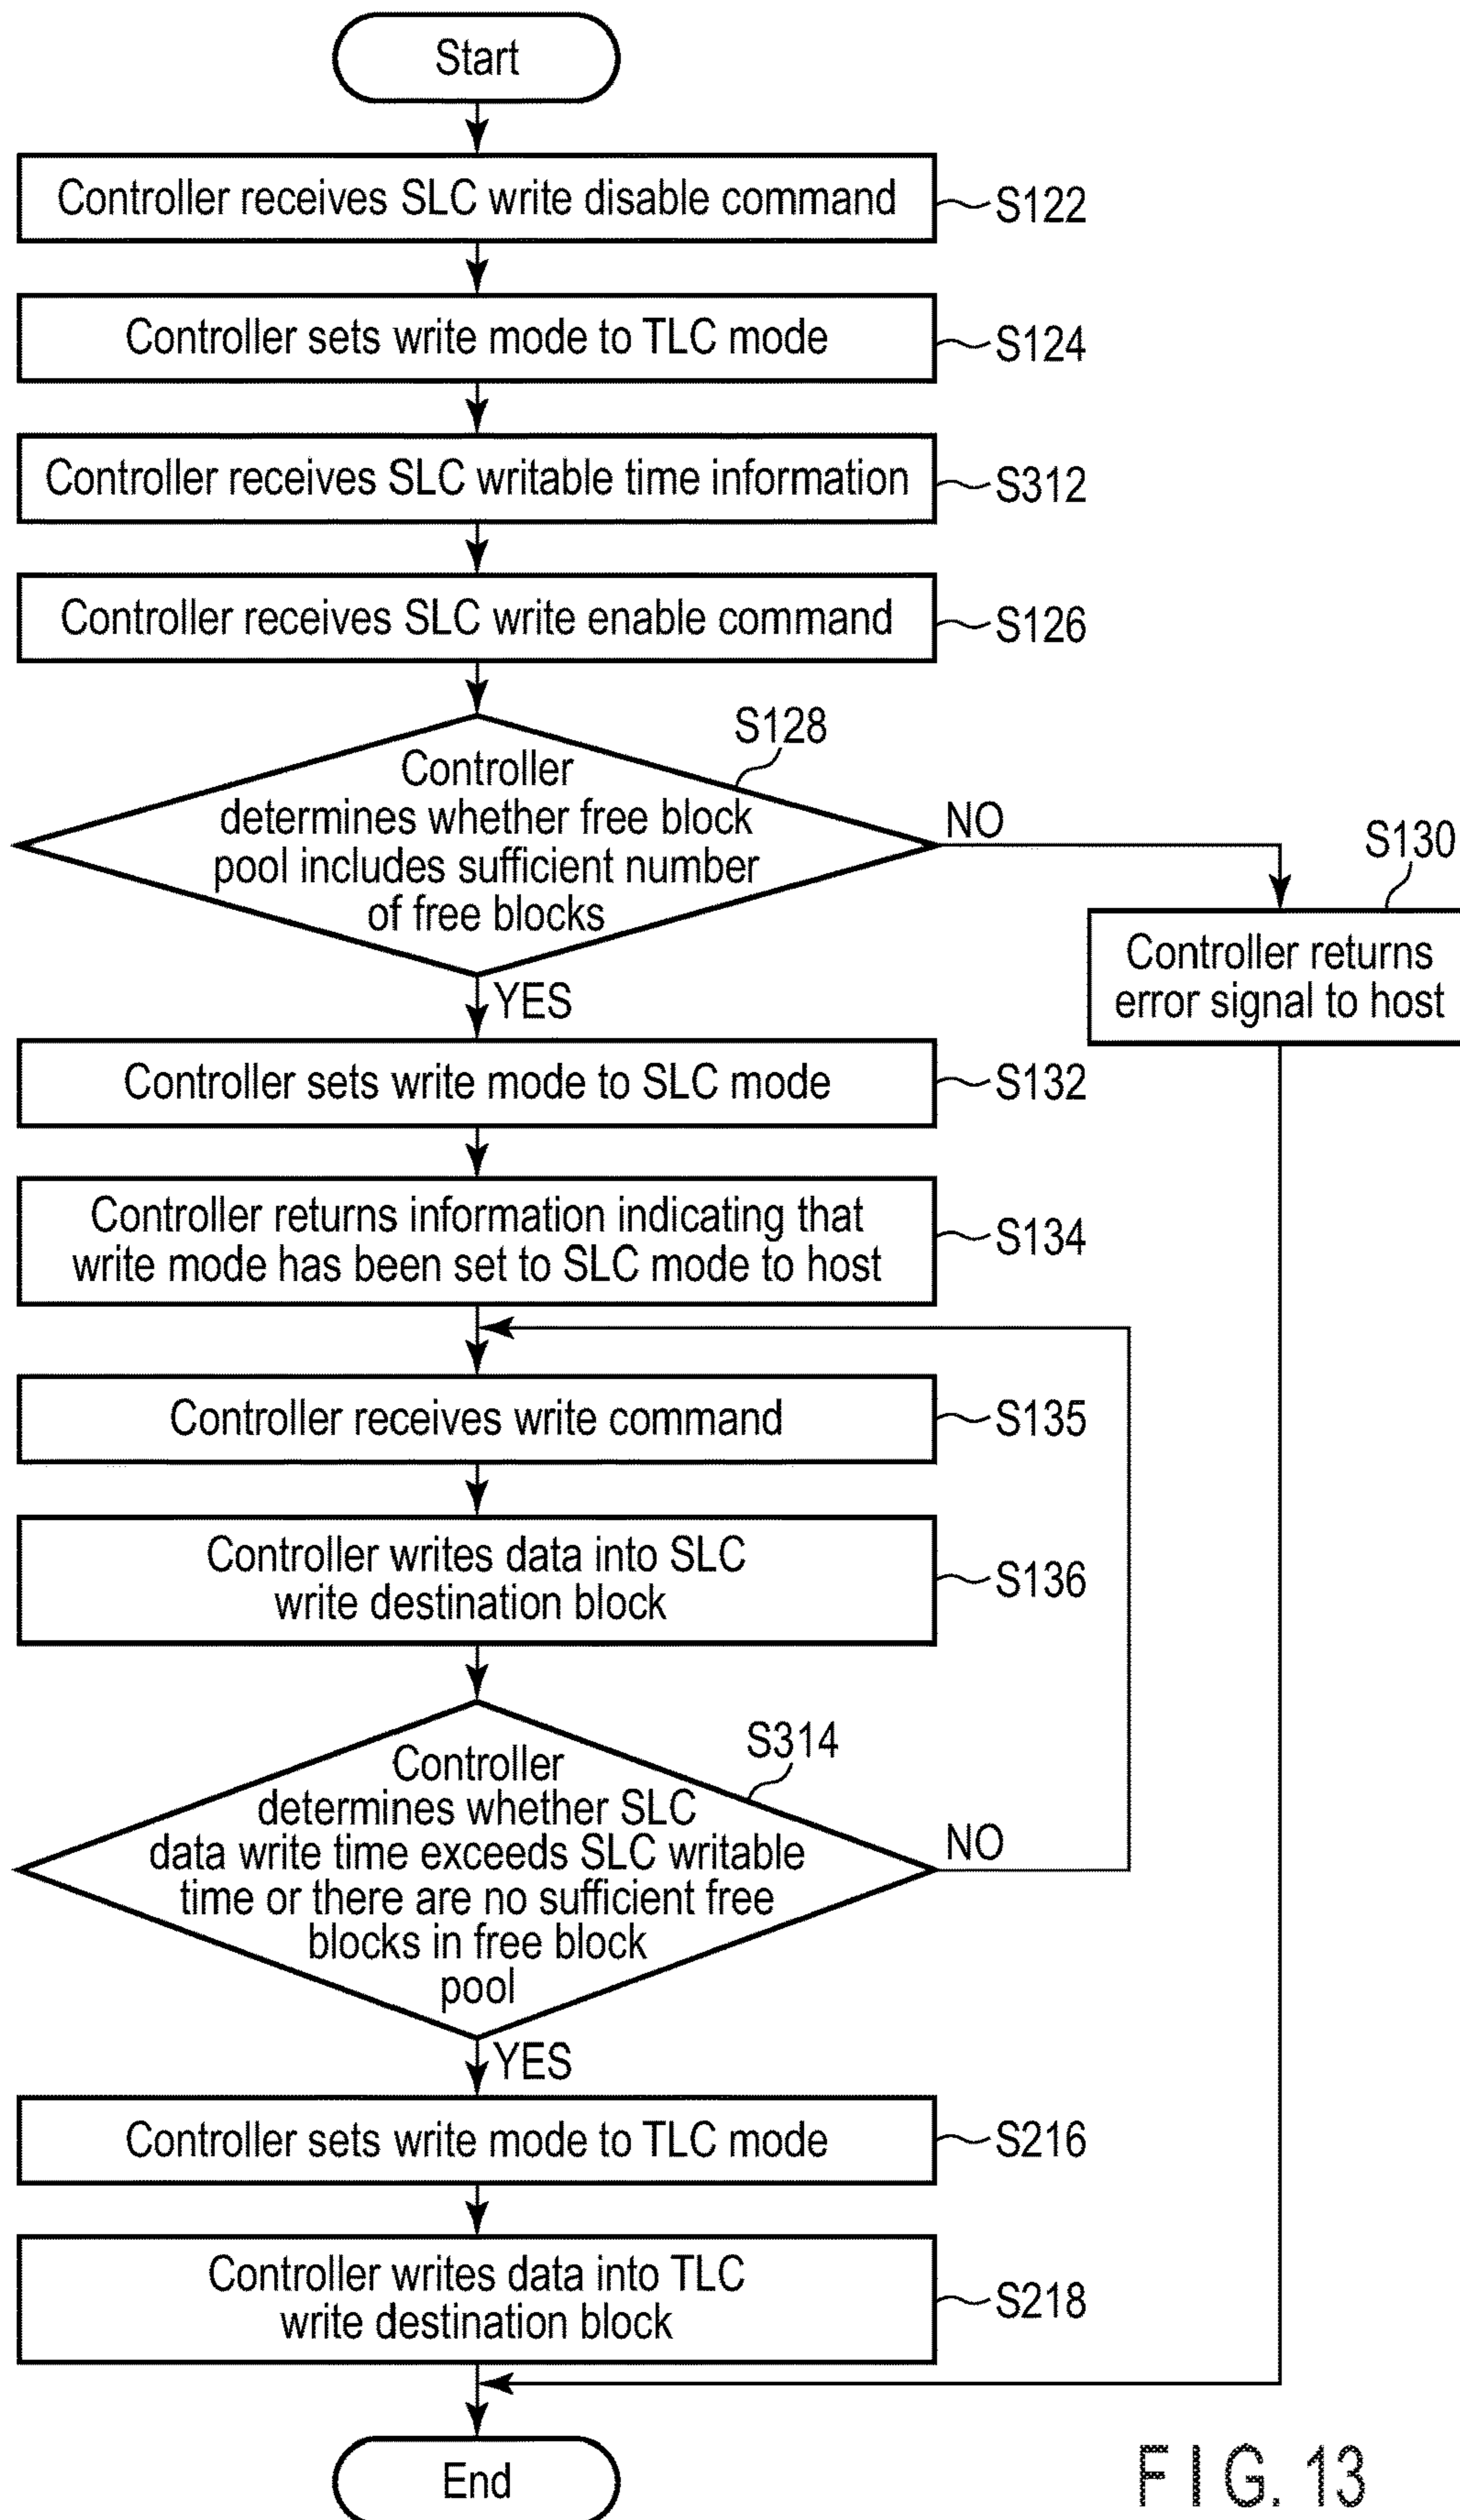 Start
Controller receives SLC write disable command
S122
Controller sets write mode to TLC mode
S124
Controller receives SLC writable time information
S312
Controller receives SLC write enable command
S126
S128
Controller
determines whether free block
pool includes sufficient number
of free blocks
NO
YES
S130
Controller returns
error signal to host
Controller sets write mode to SLC mode
S132
Controller returns information indicating that
write mode has been set to SLC mode to host
S134
Controller receives write command
S135
Controller writes data into SLC
write destination block
S136
S314
Controller
determines whether SLC
data write time exceeds SLC writable
time or there are no sufficient free
blocks in free block
pool
NO
YES
Controller sets write mode to TLC mode
S216
Controller writes data into TLC
write destination block
S218
End
FIG. 13